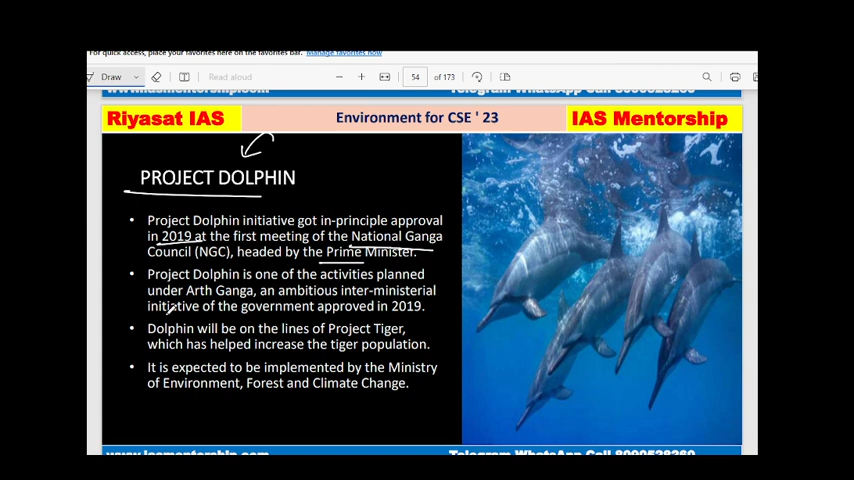 For quick access, place your favorites here on the favorites bar. Manage favorites now
Draw
Read aloud
54 of 173
Riyasat IAS Environment for CSE ' 23 IAS Mentorship
PROJECT DOLPHIN
• Project Dolphin initiative got in-principle approval
in 2019 at the first meeting of the National Ganga
Council (NGC), headed by the Prime Minister.
• Project Dolphin is one of the activities planned
under Arth Ganga, an ambitious inter-ministerial
initiative of the government approved in 2019.
• Dolphin will be on the lines of Project Tiger,
which has helped increase the tiger population.
• It is expected to be implemented by the Ministry
of Environment, Forest and Climate Change.